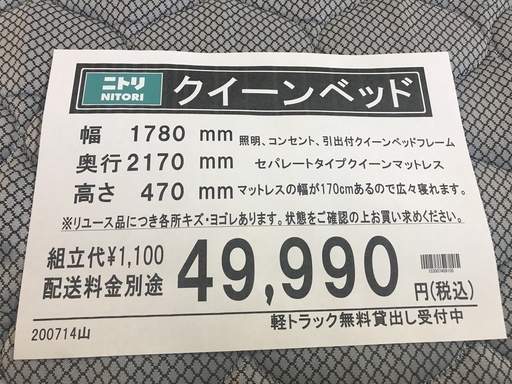 ニトリ
NITORI
クイーンベッド
幅 1780 mm
照明、コンセント、引出付クイーンベッドフレーム
奥行2170 mm
セパレートタイプクイーンマットレス
高さ 470 mm
マットレスの幅が170cmあるので広々寝れます。
※リユース品につき各所キズ・ヨゴレあります。状態をご確認の上お買い求めください。
組立代¥1,100
配送料金別途
49,990
円(税込)
軽トラック無料貸出し受付中
200714山